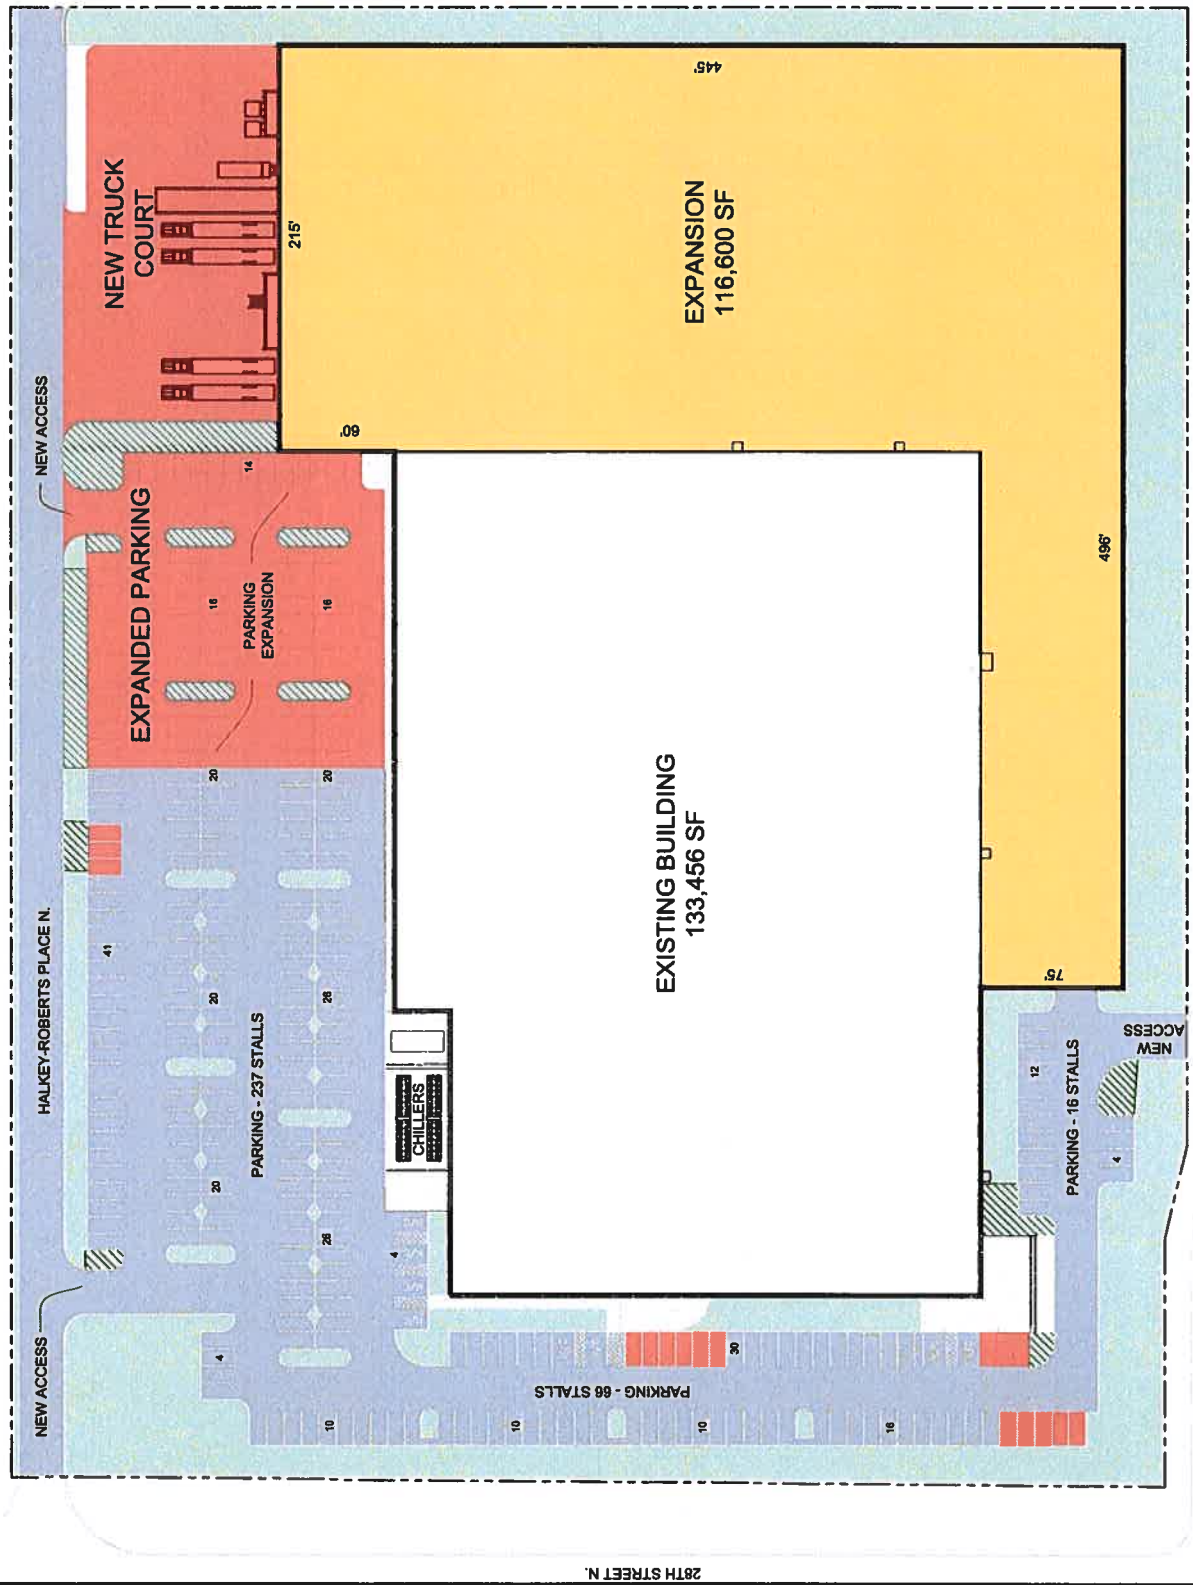 HALKEY-ROBERTS PLACE N.
NEW ACCESS
NEW ACCESS
NEW TRUCK
COURT
EXPANDED PARKING
PARKING
EXPANSION
14
16
16
20
20
41
20
26
PARKING - 237 STALLS
20
26
4
4
CHILLERS
215'
445'
60'
EXPANSION
116,600 SF
496'
75'
EXISTING BUILDING
133,456 SF
NEW
ACCESS
12
PARKING - 16 STALLS
4
30
PARKING - 66 STALLS
10
10
10
16
28TH STREET N.